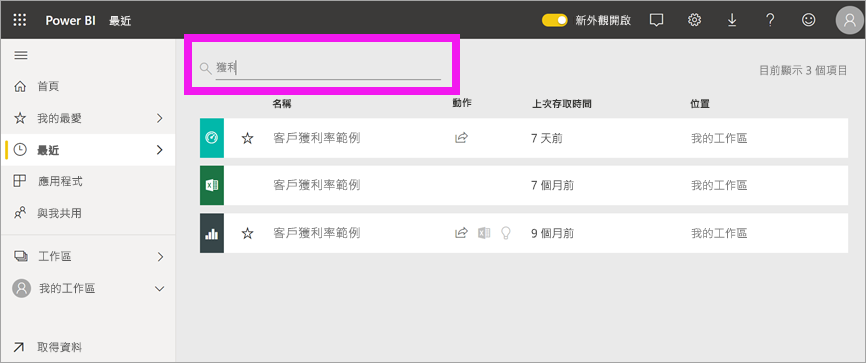 Power BI 最近 新外觀開啟
獲利
目前顯示 3 個項目
首頁
我的最愛
最近
應用程式
與我共用
工作區
我的工作區
取得資料
名稱 動作 上次存取時間 位置
客戶獲利率範例 7 天前 我的工作區
客戶獲利率範例 7 個月前 我的工作區
客戶獲利率範例 9 個月前 我的工作區